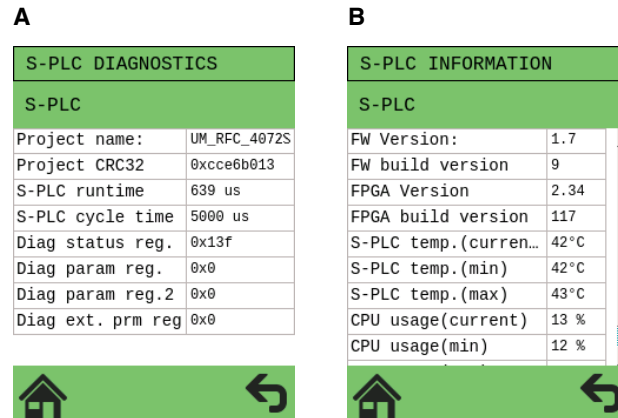 A
S-PLC DIAGNOSTICS
S-PLC
Project name: UM_RFC_4072S
Project CRC32 0xcce6b013
S-PLC runtime 639 us
S-PLC cycle time 5000 us
Diag status reg. 0x13f
Diag param reg. 0x0
Diag param reg.2 0x0
Diag ext. prm reg 0x0
B
S-PLC INFORMATION
S-PLC
FW Version: 1.7
FW build version 9
FPGA Version 2.34
FPGA build version 117
S-PLC temp.(curren… 42°C
S-PLC temp.(min) 42°C
S-PLC temp.(max) 43°C
CPU usage(current) 13 %
CPU usage(min) 12 %